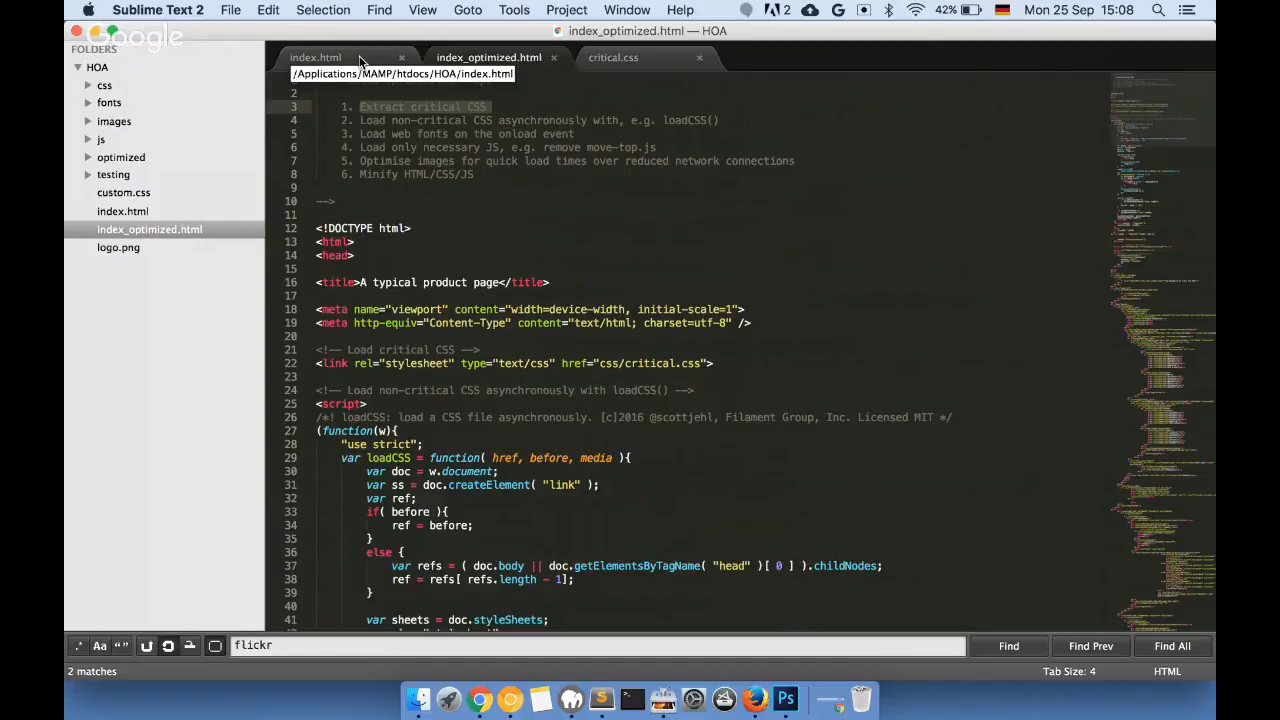 Sublime Text 2 File Edit Selection Find View Goto Tools Project Window Help 42% Mon 25 Sep 15:08
Google
index_optimized.html — HOA
FOLDERS
HOA
css
fonts
images
js
optimized
testing
custom.css
index.html
index_optimized.html
logo.png
index.html index_optimized.html critical.css
/Applications/MAMP/htdocs/HOA/index.html
2
3 1. Extract critical CSS
4 2. Load non-critical CSS asynchronously with, e.g. loadCSS()
5 3. Load web fonts on the onload event
6 4. Load only necessary JS, e.g. remove move-top.js
7 5. Optimise images for quick load times over reduced network connections
8 6. Minify HTML/CSS/JS
9
10 -->
11
12 <!DOCTYPE html>
13 <html>
14 <head>
15
16 <title>A typical product page</title>
17
18 <meta name="viewport" content="width=device-width, initial-scale=1">
19 <meta http-equiv="Content-Type" content="text/html; charset=utf-8" />
20
21 <!-- Load critical CSS -->
22 <link rel="stylesheet" type="text/css" href="css/critical.css">
23
24 <!-- Load non-critical CSS asynchronously with loadCSS() -->
25 <script>
26 /*! loadCSS: load a CSS file asynchronously. [c]2016 @scottjehl, Filament Group, Inc. Licensed MIT */
27 (function(w){
28 "use strict";
29 var loadCSS = function( href, before, media ){
30 var doc = w.document;
31 var ss = doc.createElement( "link" );
32 var ref;
33 if( before ){
34 ref = before;
35 }
36 else {
37 var refs = ( doc.body || doc.getElementsByTagName( "head" )[ 0 ] ).childNodes;
38 ref = refs[ refs.length - 1];
39 }
40
41 var sheets = doc.styleSheets;
.* Aa “” flickr Find Find Prev Find All
2 matches Tab Size: 4 HTML
Ps